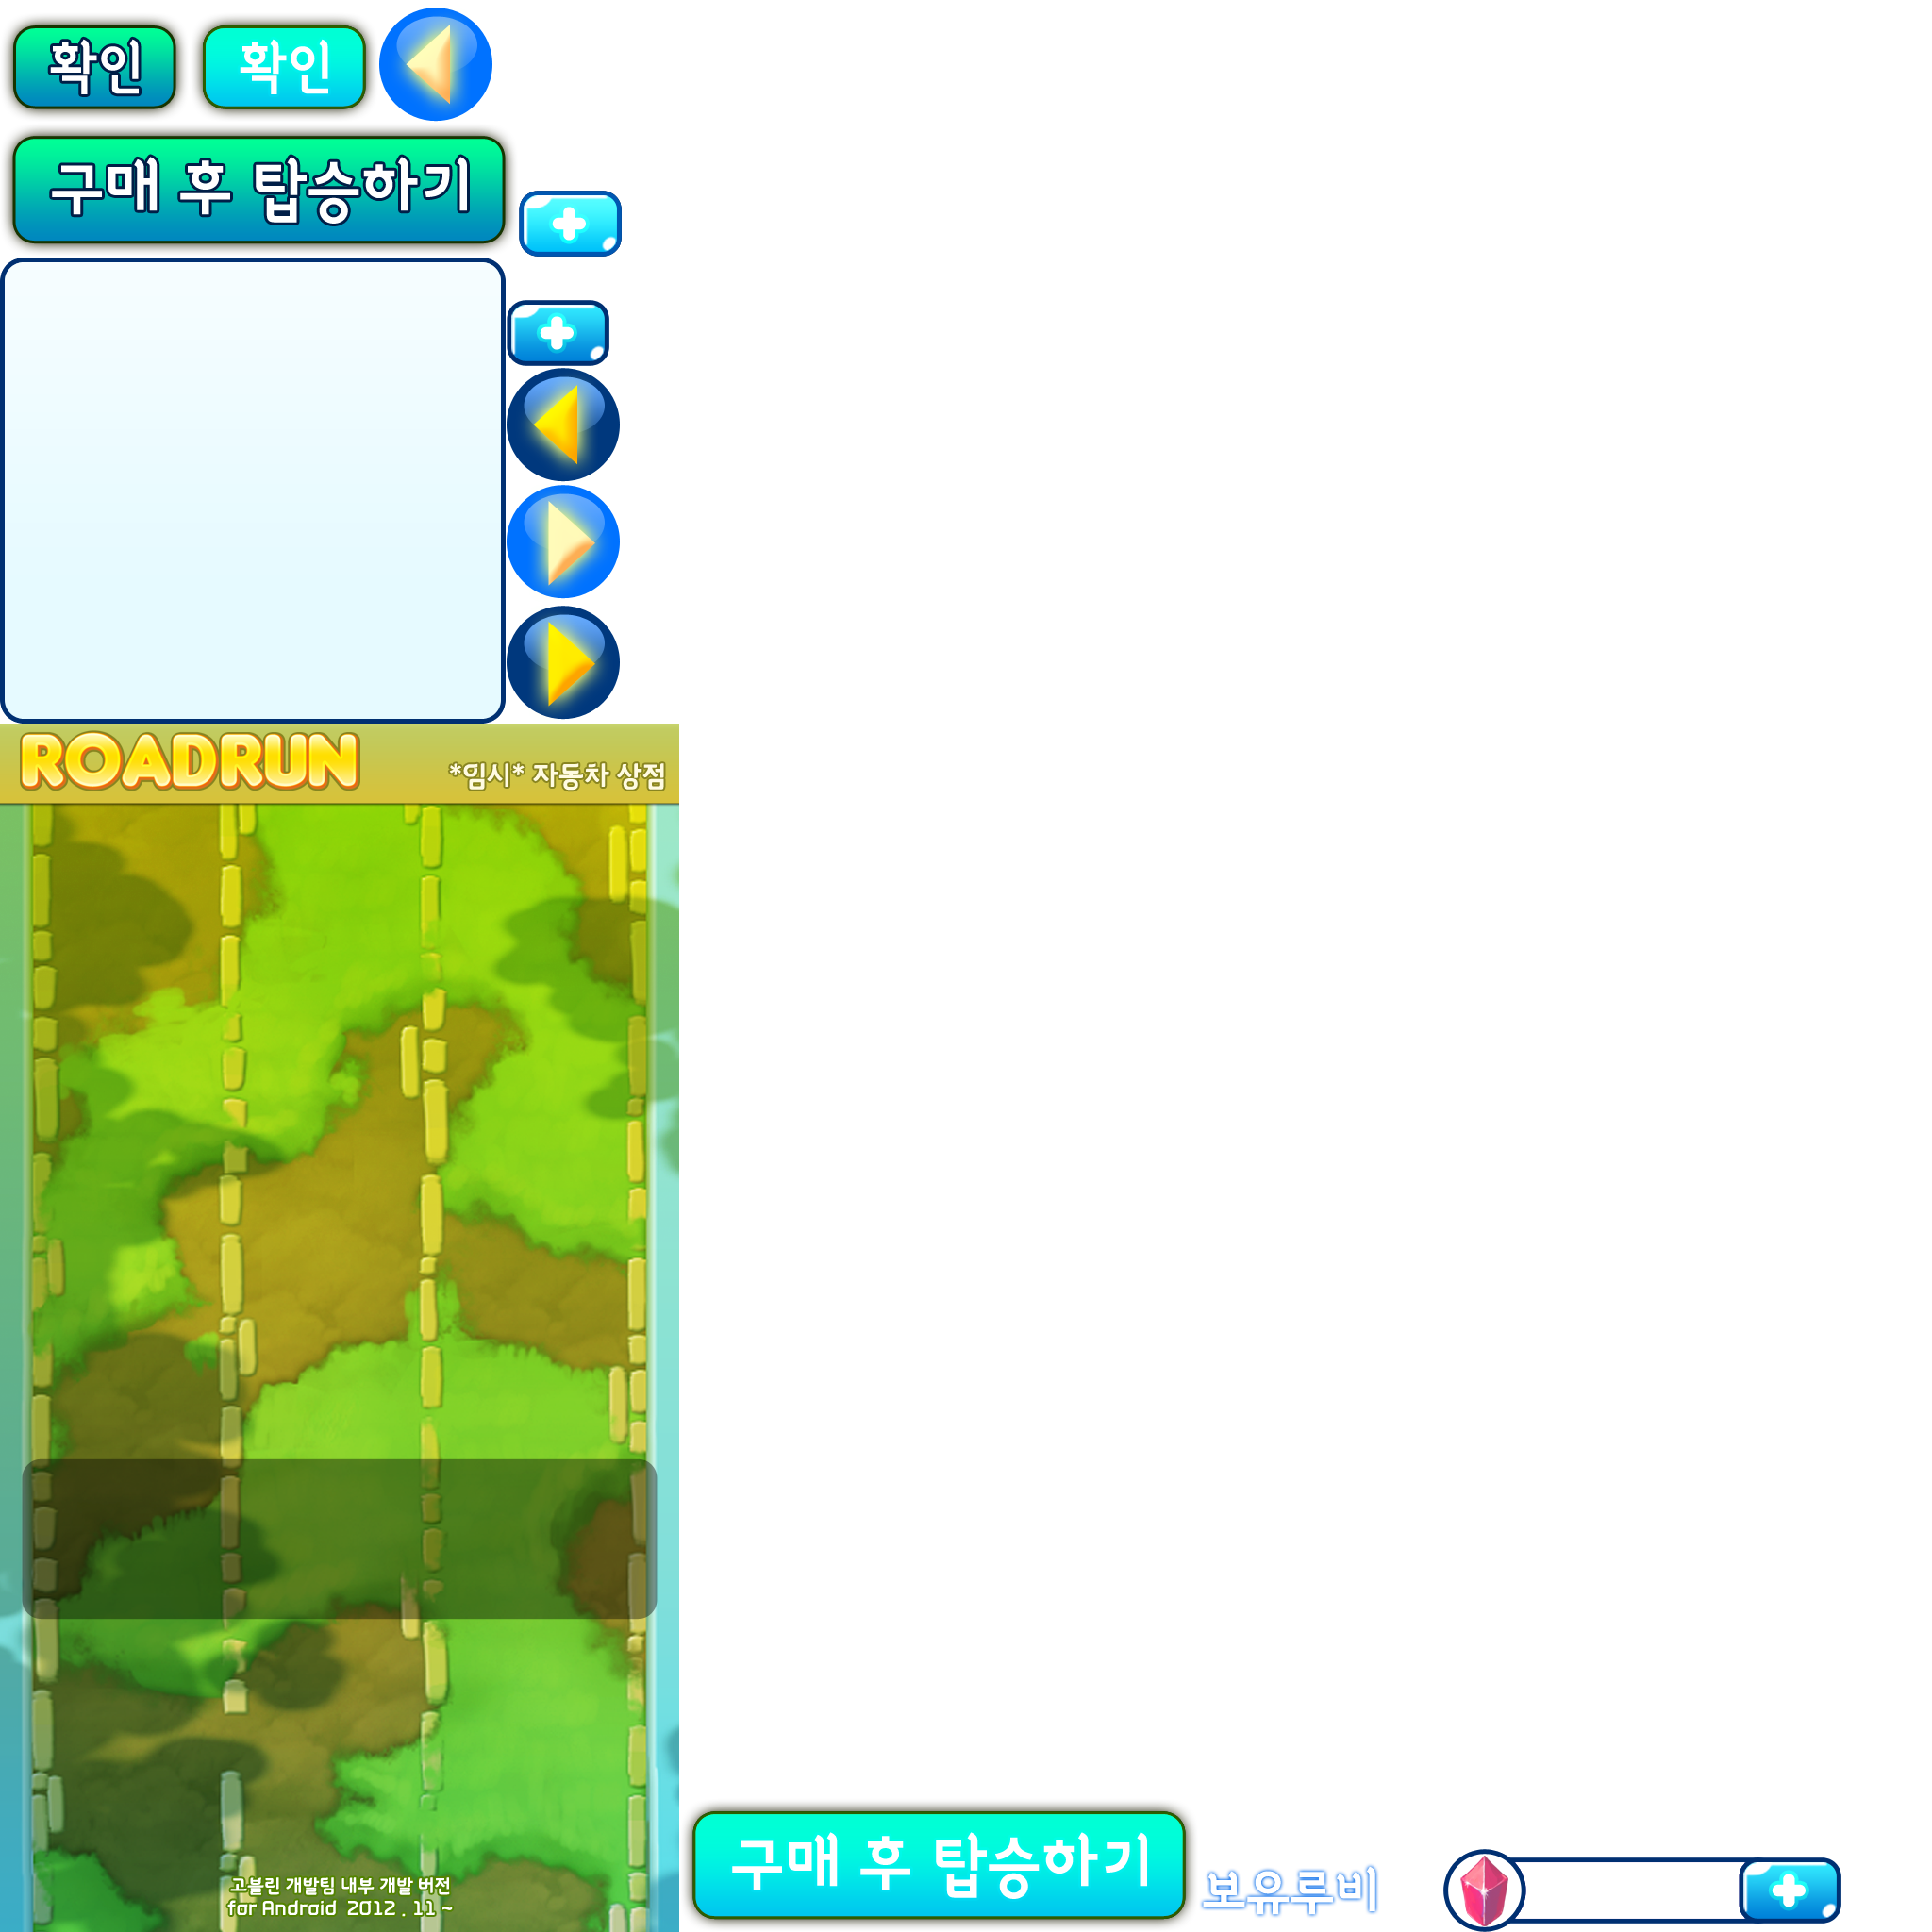 확인
확인
구매 후 탑승하기
ROADRUN
*임시* 자동차 상점
고블린 개발팀 내부 개발 버전
for Android 2012 . 11 ~
구매 후 탑승하기
보유루비